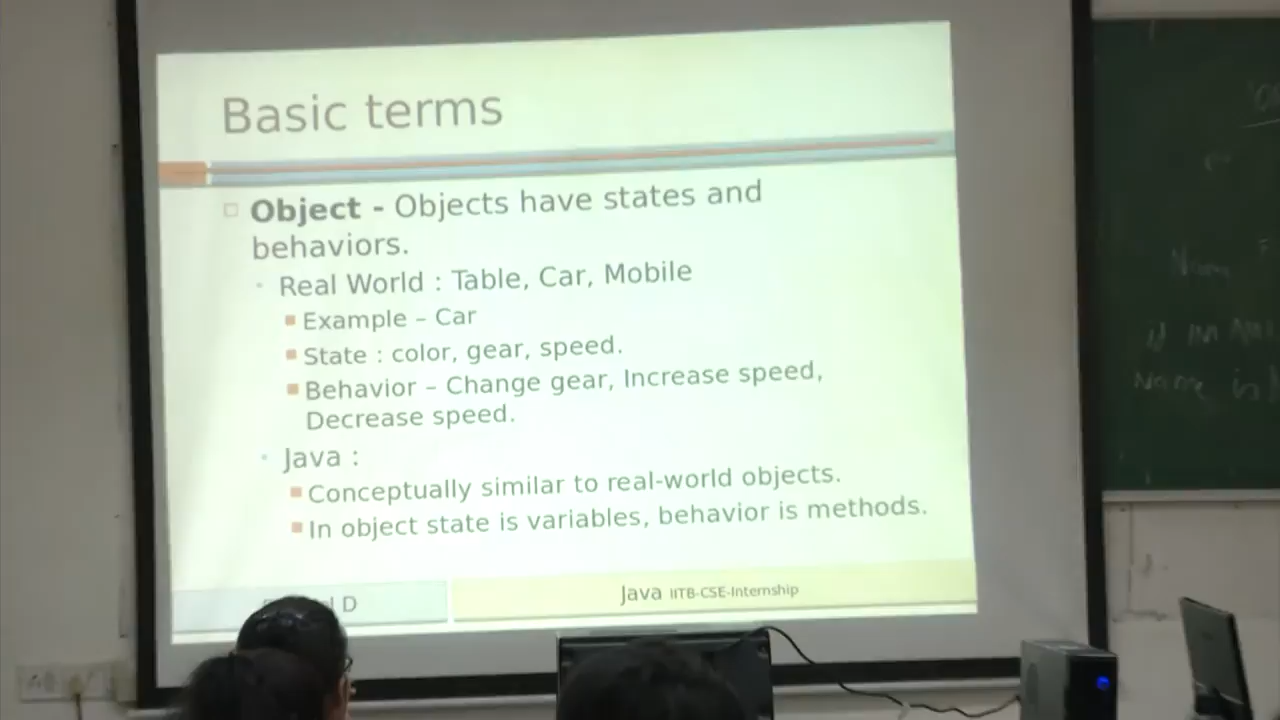 Basic terms
Object - Objects have states and
behaviors.
Real World : Table, Car, Mobile
Example – Car
State : color, gear, speed.
Behavior – Change gear, Increase speed,
Decrease speed.
Java :
Conceptually similar to real-world objects.
In object state is variables, behavior is methods.
D
Java IITB-CSE-Internship
Name is